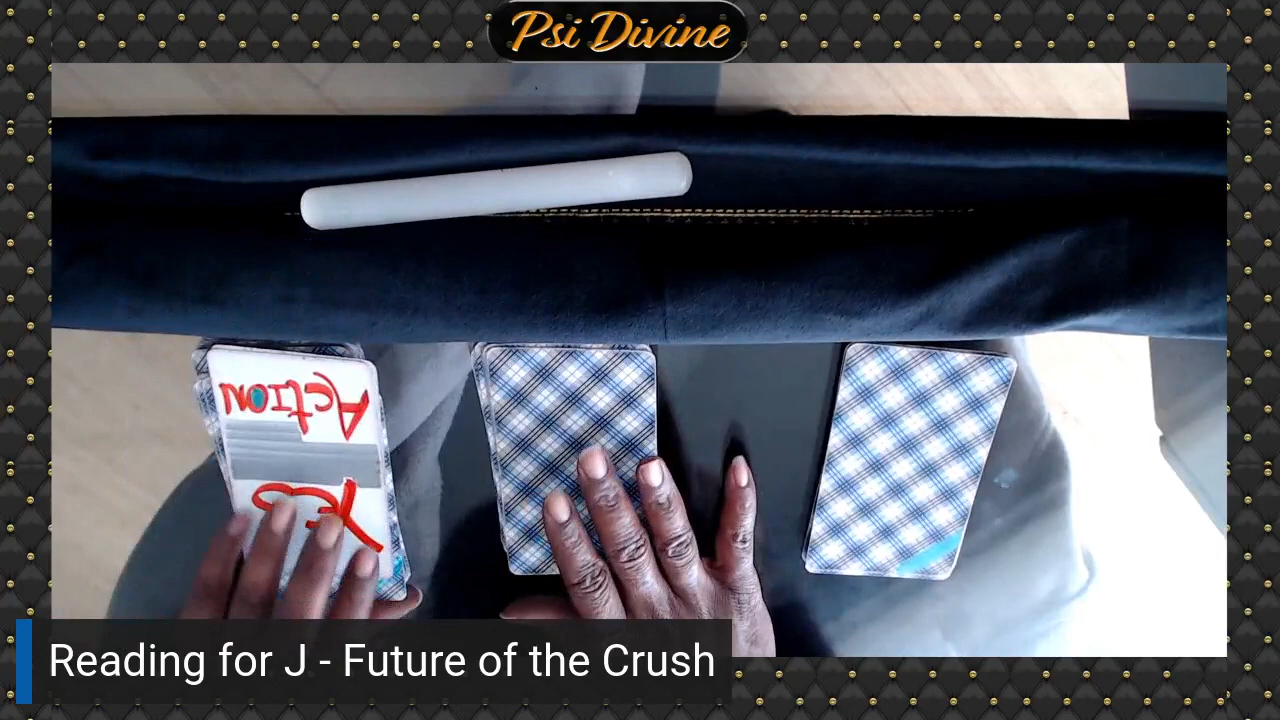 Psi Divine
Action
Yes
Reading for J - Future of the Crush